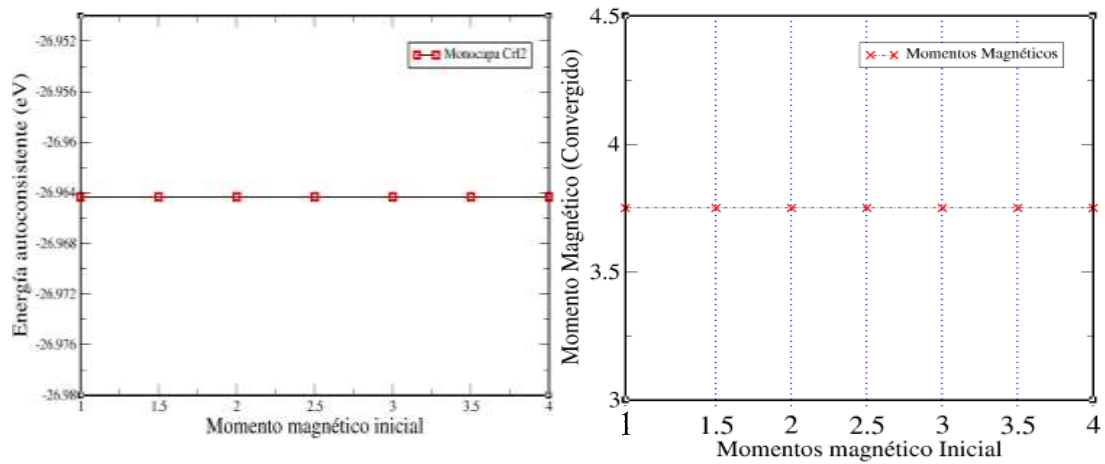 Energía autoconsistente (eV)
-26.952
-26.956
-26.96
-26.964
-26.968
-26.972
-26.976
-26.98
Monocapa CrI2
1 1.5 2 2.5 3 3.5 4
Momento magnético inicial
Momento Magnético (Convergido)
4.5
4
3.5
3
Momentos Magnéticos
1 1.5 2 2.5 3 3.5 4
Momentos magnético Inicial